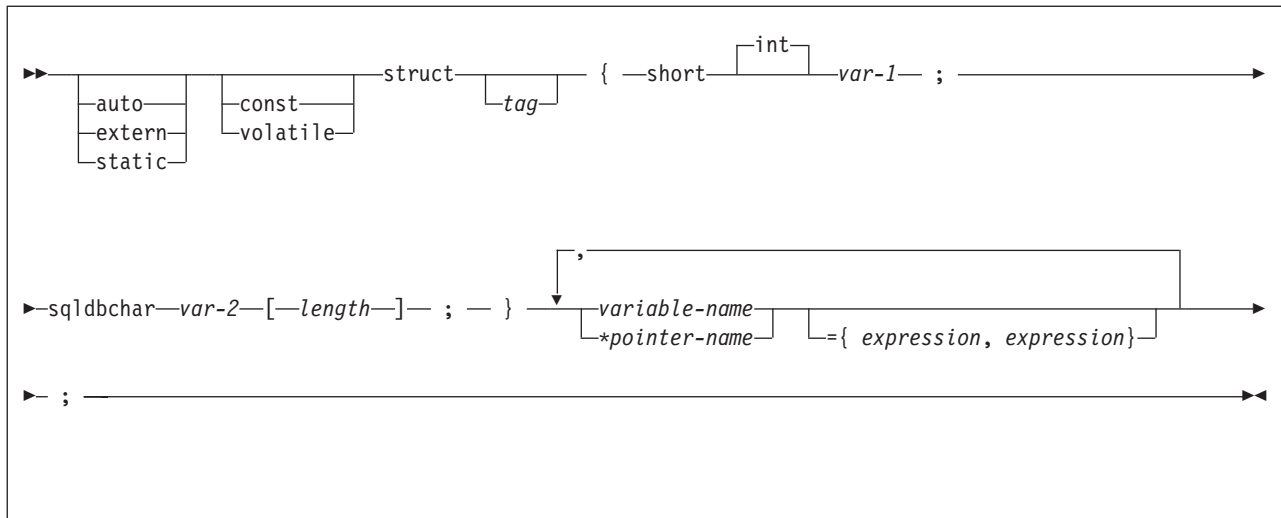 int
struct { short var-1 ;
auto const tag
extern volatile
static
,
sqldbchar var-2 [ length ] ; } variable-name
*pointer-name ={ expression, expression}
;